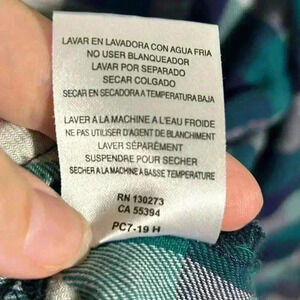 LAVAR EN LAVADORA CON AGUA FRIA
NO USER BLANQUEADOR
LAVAR POR SEPARADO
SECAR COLGADO
SECAR EN SECADORA A TEMPERATURA BAJA
LAVER A LA MACHINE A L'EAU FROIDE
NE PAS UTILISER D'AGENT DE BLANCHIMENT
LAVER SÉPARÉMENT
SUSPENDRE POUR SECHER
SECHER A LA MACHINE A BASSE TEMPERATURE
RN 130273
CA 55394
PC7-19 H